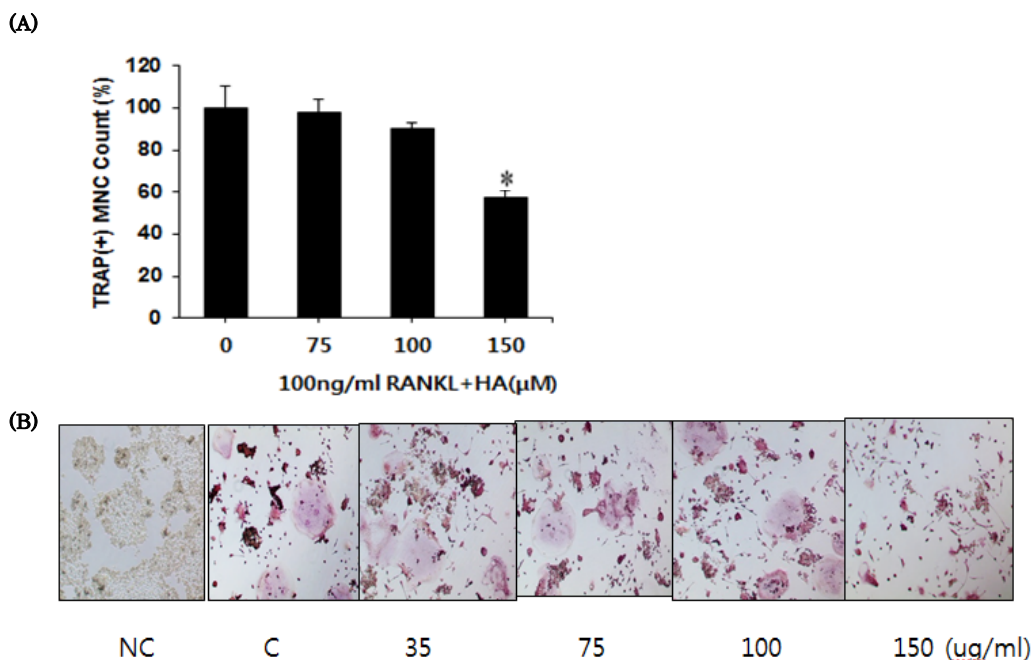 (A)
TRAP(+) MNC Count (%)
120
100
80
60
40
20
0
*
0 75 100 150
100ng/ml RANKL+HA(μM)
(B)
NC C 35 75 100 150 (ug/ml)